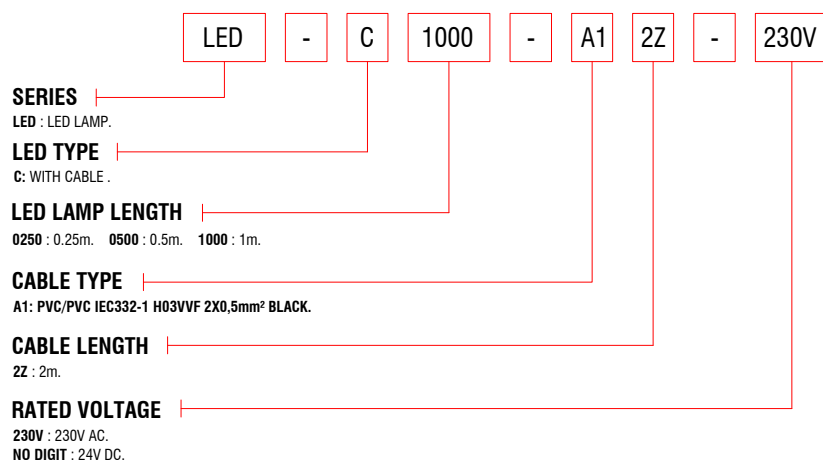 LED - C 1000 - A1 2Z - 230V
SERIES
LED : LED LAMP.
LED TYPE
C: WITH CABLE .
LED LAMP LENGTH
0250 : 0.25m. 0500 : 0.5m. 1000 : 1m.
CABLE TYPE
A1: PVC/PVC IEC332-1 H03VVF 2X0,5mm² BLACK.
CABLE LENGTH
2Z : 2m.
RATED VOLTAGE
230V : 230V AC.
NO DIGIT : 24V DC.